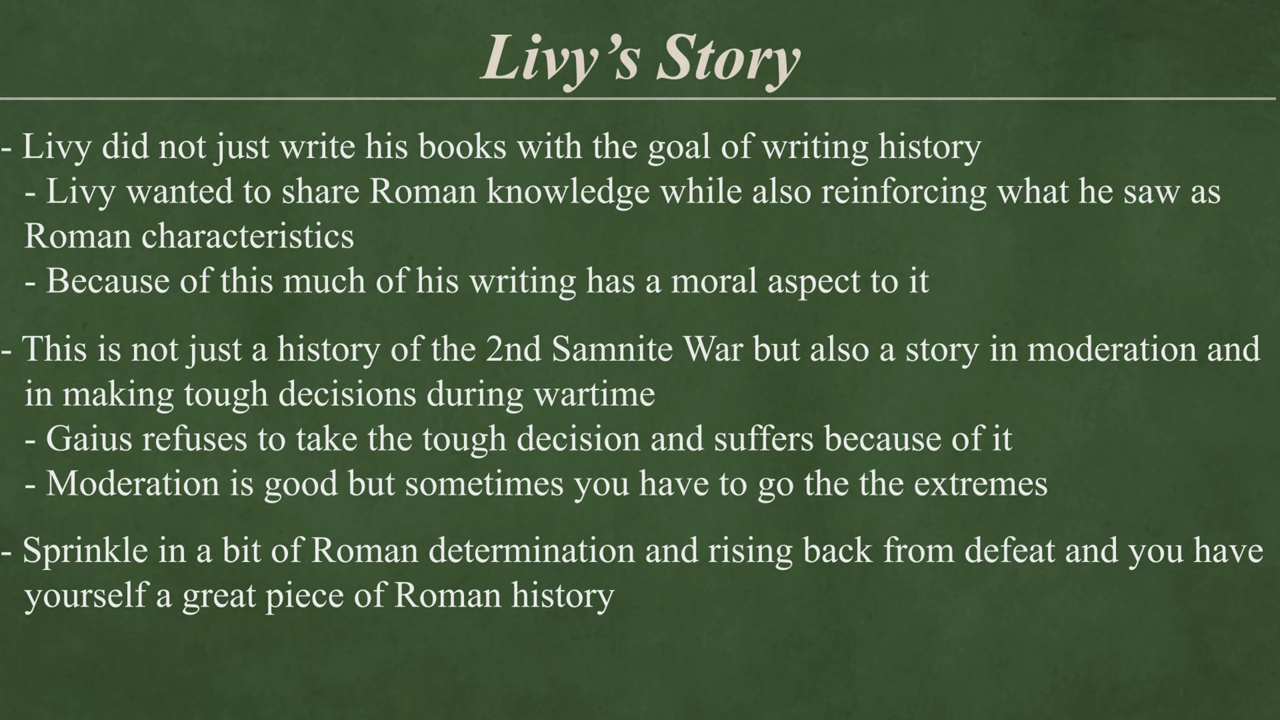 Livy’s Story
- Livy did not just write his books with the goal of writing history
- Livy wanted to share Roman knowledge while also reinforcing what he saw as
Roman characteristics
- Because of this much of his writing has a moral aspect to it
- This is not just a history of the 2nd Samnite War but also a story in moderation and
in making tough decisions during wartime
- Gaius refuses to take the tough decision and suffers because of it
- Moderation is good but sometimes you have to go the the extremes
- Sprinkle in a bit of Roman determination and rising back from defeat and you have
yourself a great piece of Roman history